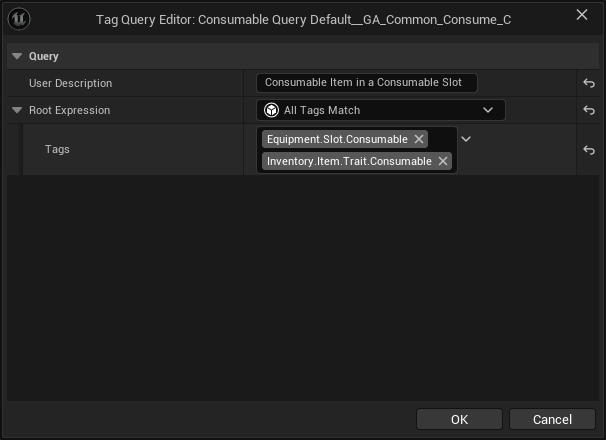 Tag Query Editor: Consumable Query Default__GA_Common_Consume_C
Query
User Description
Consumable Item in a Consumable Slot
Root Expression
All Tags Match
Tags
Equipment.Slot.Consumable
Inventory.Item.Trait.Consumable
OK
Cancel